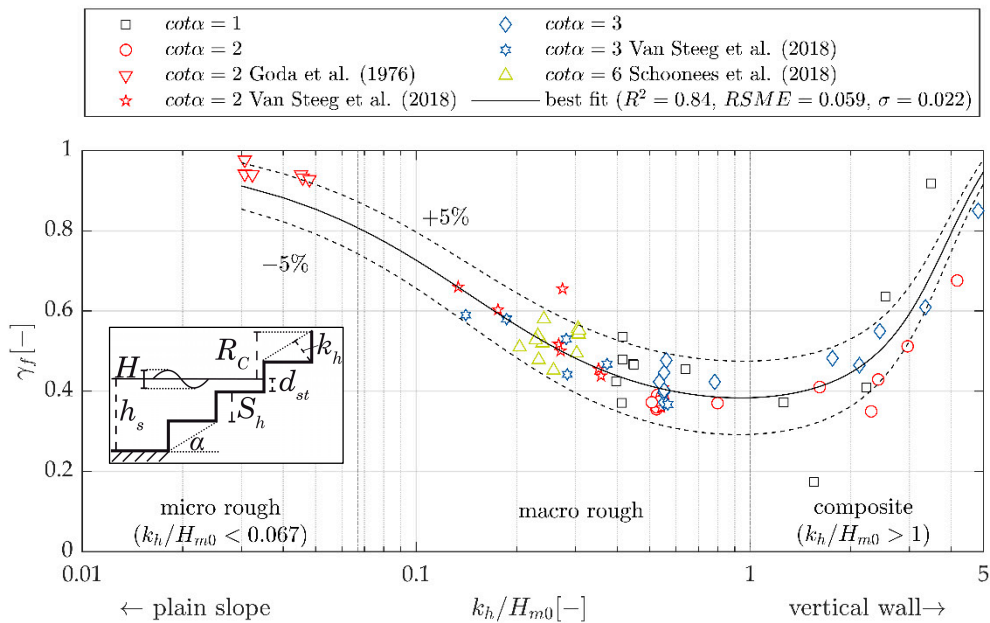 cotα = 1
cotα = 2
cotα = 2 Goda et al. (1976)
cotα = 2 Van Steeg et al. (2018)
cotα = 3
cotα = 3 Van Steeg et al. (2018)
cotα = 6 Schoonees et al. (2018)
best fit (R² = 0.84, RSME = 0.059, σ = 0.022)
1
0.8
0.6
0.4
0.2
0
γ_f[−]
+5%
−5%
H
h_s
R_C
k_h
d_st
S_h
α
micro rough
(k_h/H_m0 < 0.067)
macro rough
composite
(k_h/H_m0 > 1)
0.01
0.1
1
5
← plain slope
k_h/H_m0[−]
vertical wall→